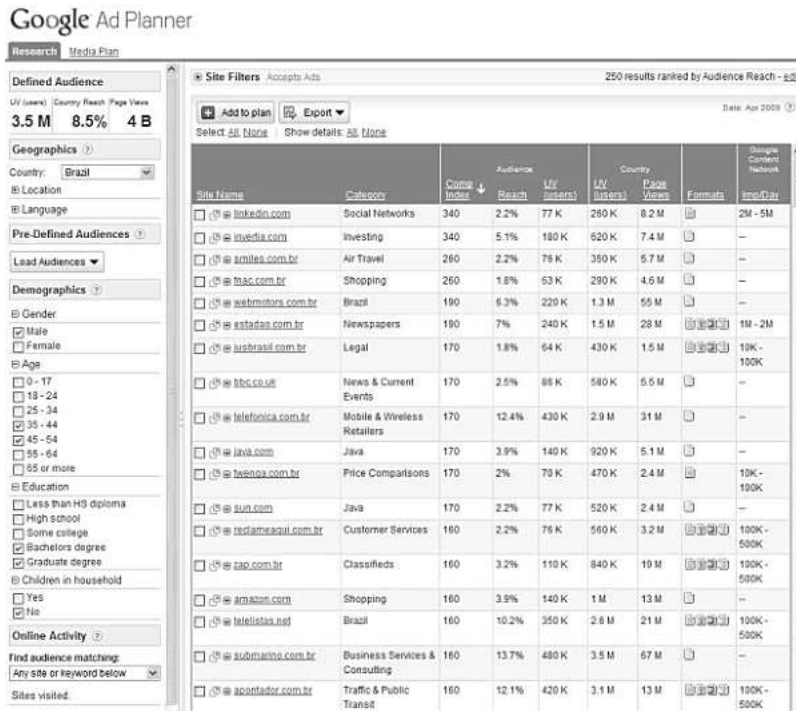 Google Ad Planner
Research Media Plan
Defined Audience
UV (users) Country Reach Page Views
3.5 M 8.5% 4 B
Geographics ?
Country: Brazil
Location
Language
Pre-Defined Audiences ?
Load Audiences
Demographics ?
Gender
Male
Female
Age
0 - 17
18 - 24
25 - 34
35 - 44
45 - 54
55 - 64
65 or more
Education
Less than HS diploma
High school
Some college
Bachelors degree
Graduate degree
Children in household
Yes
No
Online Activity ?
Find audience matching:
Any site or keyword below
Sites visited:
Site Filters Accepts Ads 250 results ranked by Audience Reach -
Add to plan Export Data: Apr 2009 ?
Select: All, None Show details: All, None
Audience Country Google Content Network
Site Name Category Comp Index Reach UV (users) UV (users) Page Views Formats Imp/Day
linkedin.com Social Networks 340 2.2% 77 K 260 K 8.2 M 2M - 5M
invertia.com Investing 340 5.1% 180 K 620 K 7.4 M --
smiles.com.br Air Travel 260 2.2% 76 K 350 K 5.7 M --
fnac.com.br Shopping 260 1.8% 63 K 290 K 4.6 M --
webmotors.com.br Brazil 190 6.3% 220 K 1.3 M 55 M --
estadao.com.br Newspapers 190 7% 240 K 1.5 M 28 M 1M - 2M
jusbrasil.com.br Legal 170 1.8% 64 K 430 K 1.5 M 10K - 100K
bbc.co.uk News & Current Events 170 2.5% 86 K 580 K 5.5 M --
telefonica.com.br Mobile & Wireless Retailers 170 12.4% 430 K 2.9 M 31 M --
java.com Java 170 3.9% 140 K 920 K 5.1 M --
twenga.com.br Price Comparisons 170 2% 70 K 470 K 2.4 M 10K - 100K
sun.com Java 170 2.2% 77 K 520 K 2.4 M --
reclameaqui.com.br Customer Services 160 2.2% 76 K 560 K 3.2 M 100K - 500K
zap.com.br Classifieds 160 3.2% 110 K 840 K 19 M 100K - 500K
amazon.com Shopping 160 3.9% 140 K 1 M 13 M --
telelistas.net Brazil 160 10.2% 350 K 2.6 M 21 M 100K - 500K
submarino.com.br Business Services & Consulting 160 13.7% 480 K 3.5 M 67 M --
apontador.com.br Traffic & Public Transit 160 12.1% 420 K 3.1 M 13 M 100K - 500K